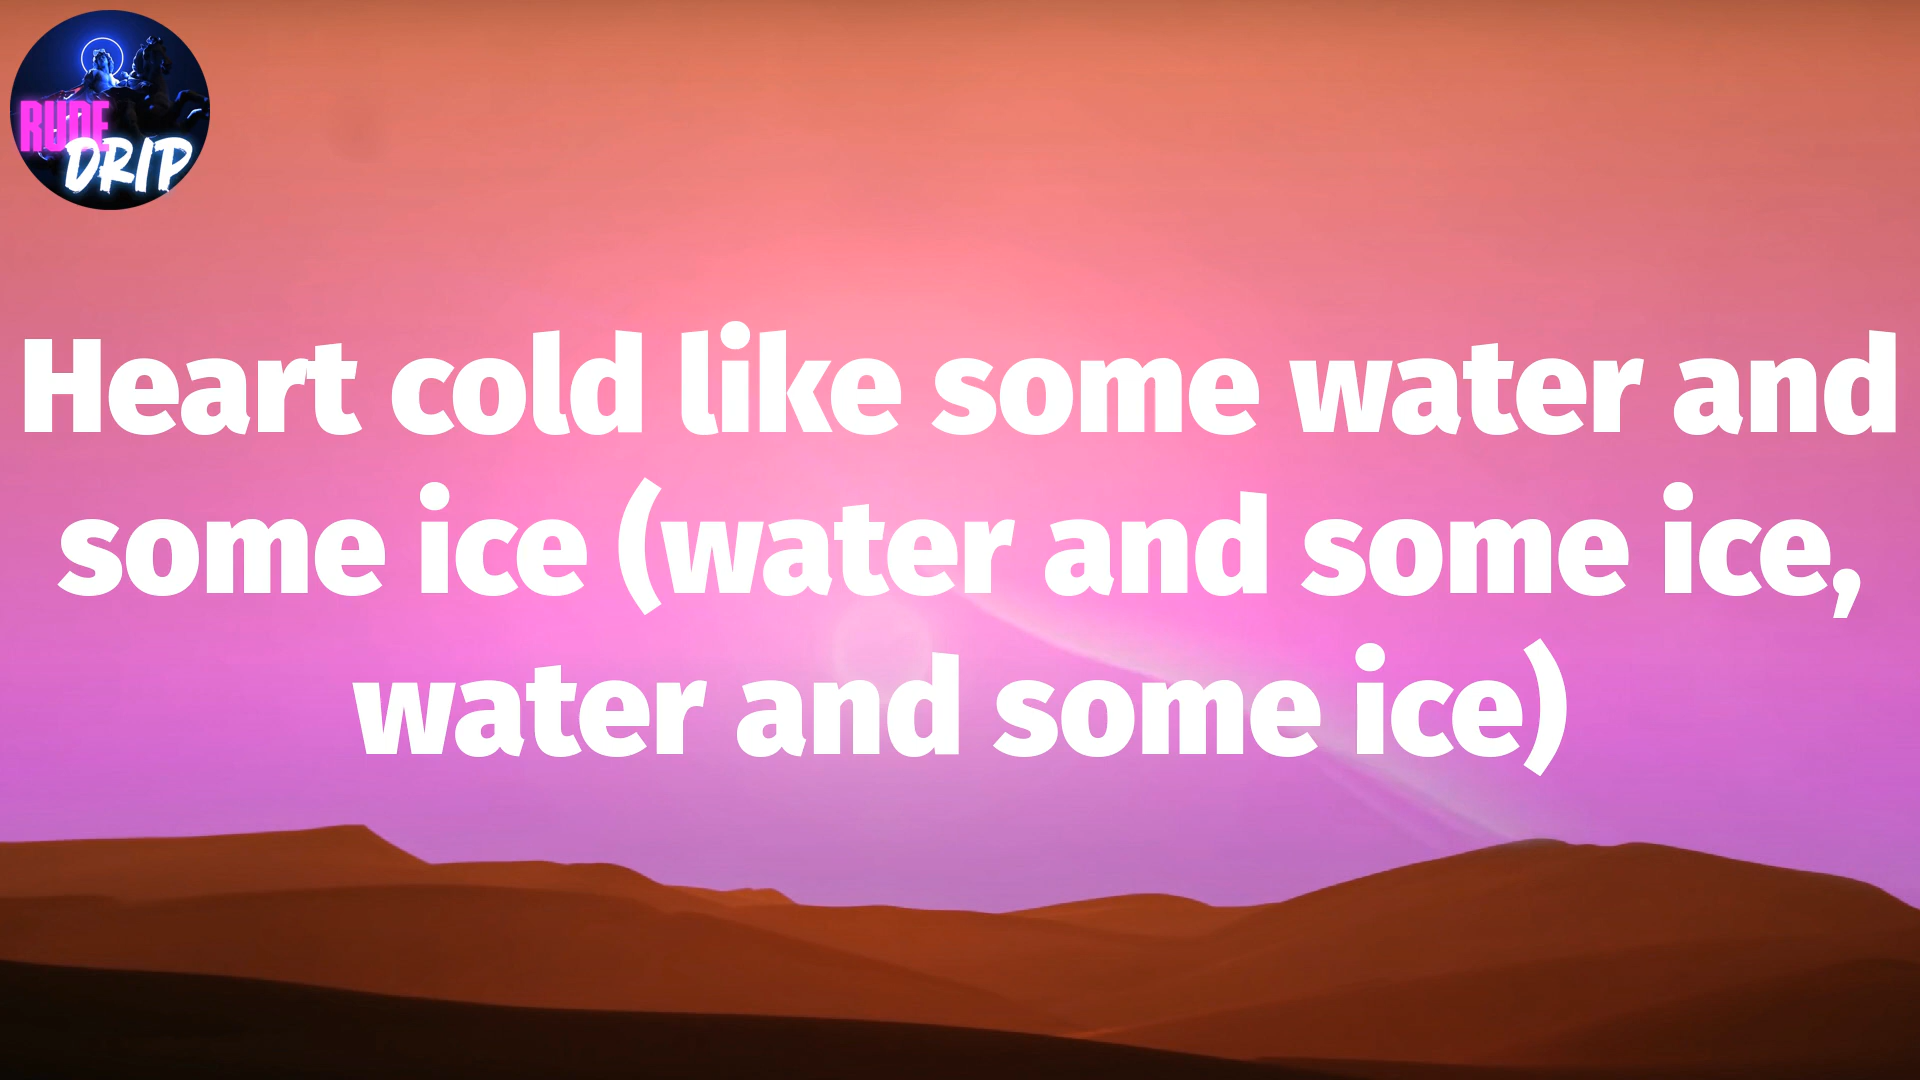 RUDE
DRIP
Heart cold like some water and
some ice (water and some ice,
water and some ice)